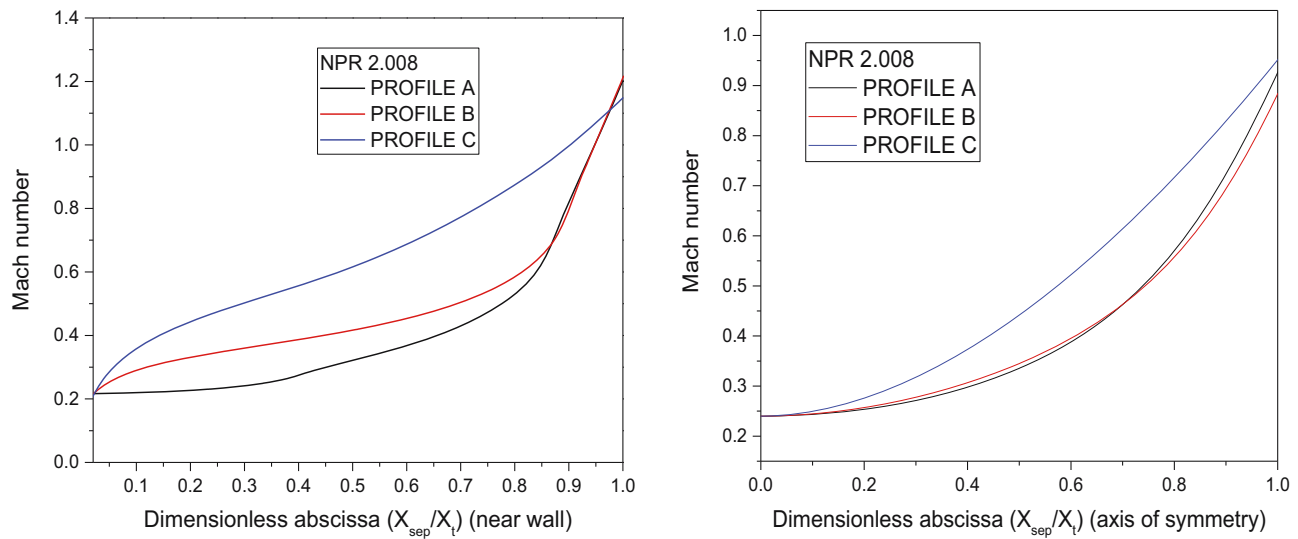 1.4
1.2
1.0
0.8
0.6
0.4
0.2
0.0
Mach number
NPR 2.008
PROFILE A
PROFILE B
PROFILE C
0.1 0.2 0.3 0.4 0.5 0.6 0.7 0.8 0.9 1.0
Dimensionless abscissa (Xsep/Xt) (near wall)
1.0
0.9
0.8
0.7
0.6
0.5
0.4
0.3
0.2
Mach number
NPR 2.008
PROFILE A
PROFILE B
PROFILE C
0.0 0.2 0.4 0.6 0.8 1.0
Dimensionless abscissa (Xsep/Xt) (axis of symmetry)